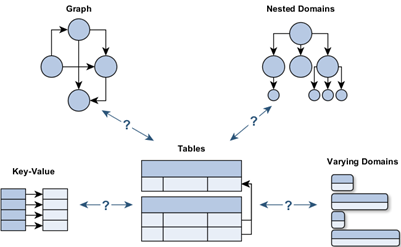 Graph
Nested Domains
?
?
Tables
Key-Value
Varying Domains
?
?